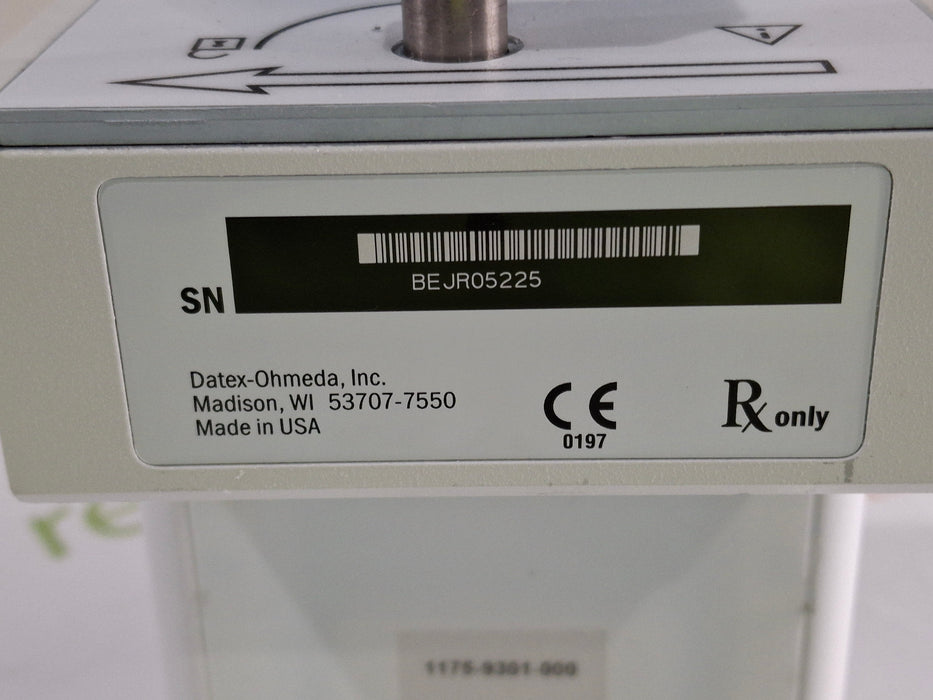 BEJR05225
SN
Datex-Ohmeda, Inc.
Madison, WI 53707-7550
Made in USA
CE
0197
Rx only
re
1175-9301-000